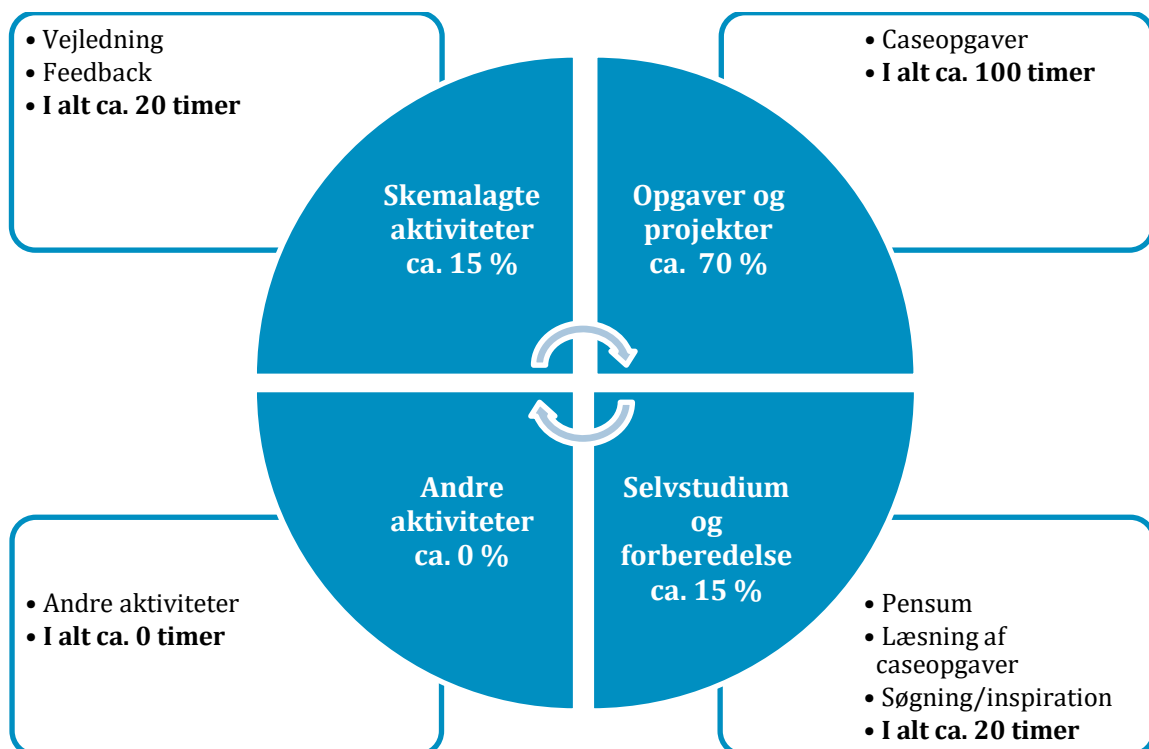 • Vejledning
• Feedback
• I alt ca. 20 timer
• Caseopgaver
• I alt ca. 100 timer
Skemalagte
aktiviteter
ca. 15 %
Opgaver og
projekter
ca. 70 %
Andre
aktiviteter
ca. 0 %
Selvstudium
og
forberedelse
ca. 15 %
• Andre aktiviteter
• I alt ca. 0 timer
• Pensum
• Læsning af
caseopgaver
• Søgning/inspiration
• I alt ca. 20 timer